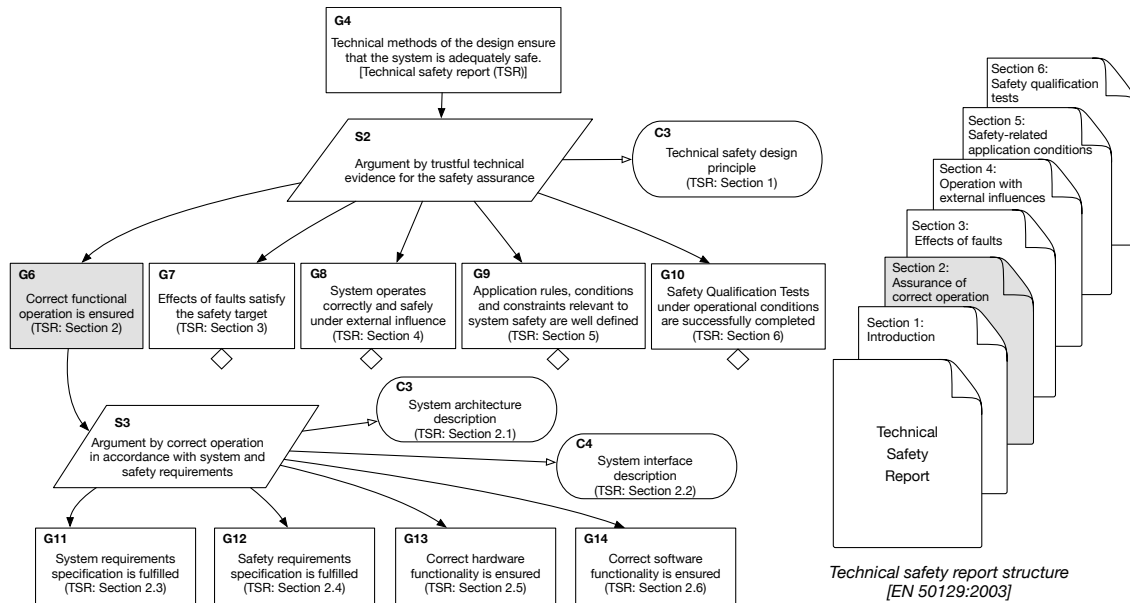 G4
Technical methods of the design ensure
that the system is adequately safe.
[Technical safety report (TSR)]
S2
Argument by trustful technical
evidence for the safety assurance
C3
Technical safety design
principle
(TSR: Section 1)
G6
Correct functional
operation is ensured
(TSR: Section 2)
G7
Effects of faults satisfy
the safety target
(TSR: Section 3)
G8
System operates
correctly and safely
under external influence
(TSR: Section 4)
G9
Application rules, conditions
and constraints relevant to
system safety are well defined
(TSR: Section 5)
G10
Safety Qualification Tests
under operational conditions
are successfully completed
(TSR: Section 6)
S3
Argument by correct operation
in accordance with system and
safety requirements
C3
System architecture
description
(TSR: Section 2.1)
C4
System interface
description
(TSR: Section 2.2)
G11
System requirements
specification is fulfilled
(TSR: Section 2.3)
G12
Safety requirements
specification is fulfilled
(TSR: Section 2.4)
G13
Correct hardware
functionality is ensured
(TSR: Section 2.5)
G14
Correct software
functionality is ensured
(TSR: Section 2.6)
Section 6:
Safety qualification
tests
Section 5:
Safety-related
application conditions
Section 4:
Operation with
external influences
Section 3:
Effects of faults
Section 2:
Assurance of
correct operation
Section 1:
Introduction
Technical
Safety
Report
Technical safety report structure
[EN 50129:2003]